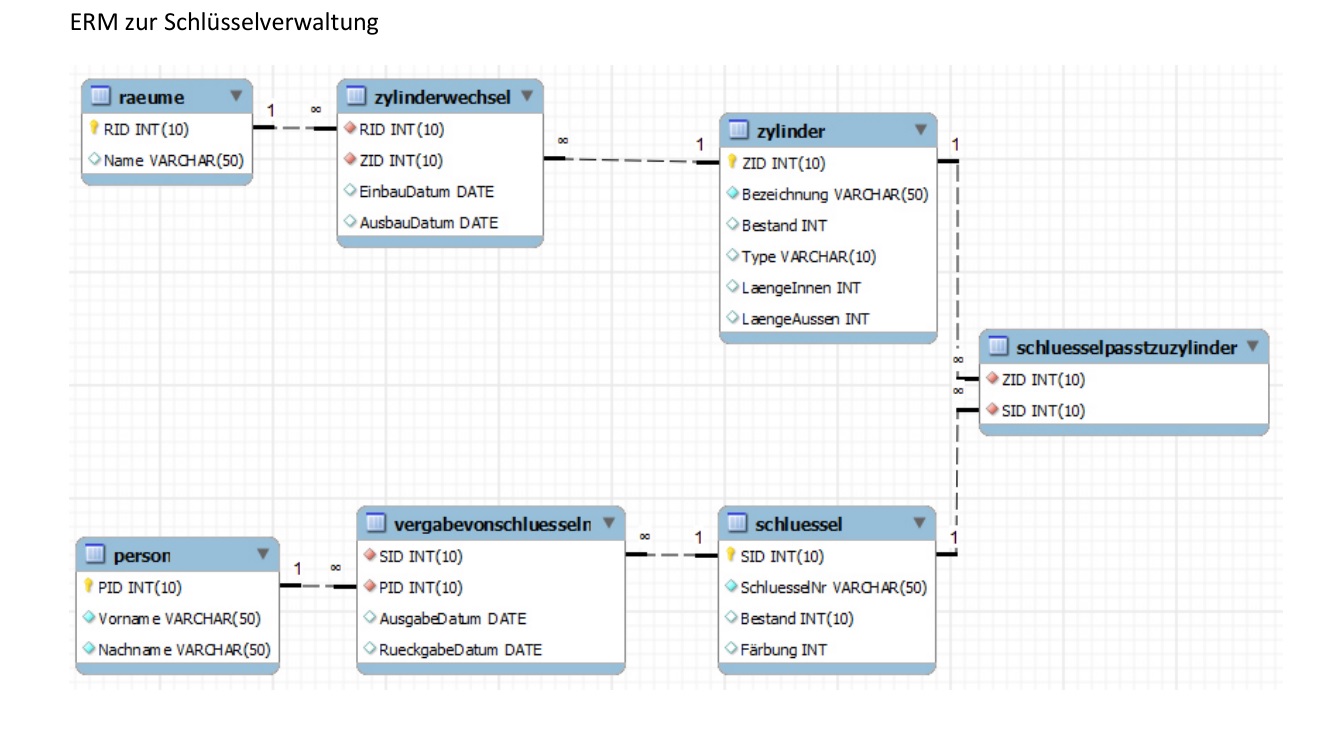 ERM zur Schlüsselverwaltung
raeume
RID INT(10)
Name VARCHAR(50)
1 ∞
zylinderwechsel
RID INT(10)
ZID INT(10)
EinbauDatum DATE
AusbauDatum DATE
∞ 1
zylinder
ZID INT(10)
Bezeichnung VARCHAR(50)
Bestand INT
Type VARCHAR(10)
LaengeInnen INT
LaengeAussen INT
1
∞
schluesselpasstzuzylinder
ZID INT(10)
SID INT(10)
∞
1
person
PID INT(10)
Vorname VARCHAR(50)
Nachname VARCHAR(50)
1 ∞
vergabevonschluesseln
SID INT(10)
PID INT(10)
AusgabeDatum DATE
RueckgabeDatum DATE
∞ 1
schluessel
SID INT(10)
SchluesselNr VARCHAR(50)
Bestand INT(10)
Färbung INT